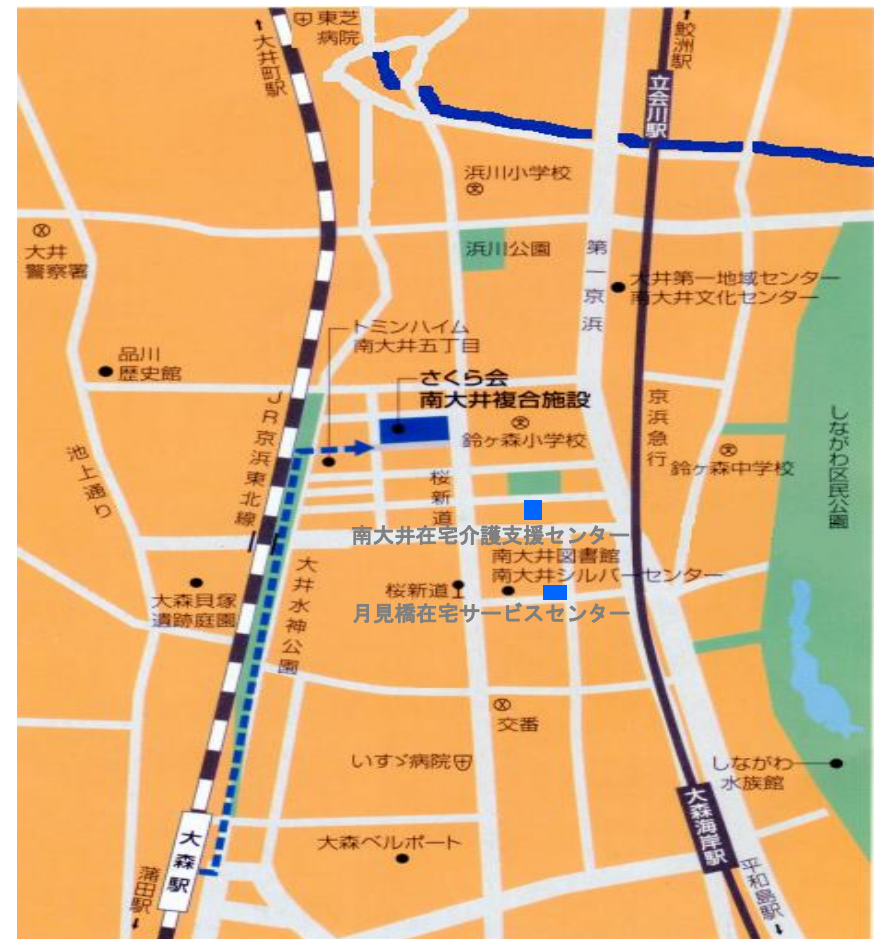 東芝
病院
大井町駅
鮫洲駅
立会川駅
浜川小学校
大井
警察署
浜川公園
第一京浜
大井第一地域センター
南大井文化センター
トミンハイム
南大井五丁目
品川
歴史館
さくら会
南大井複合施設
JR京浜東北線
京浜急行
しながわ区民公園
鈴ヶ森小学校
池上通り
桜新道
鈴ヶ森中学校
南大井在宅介護支援センター
南大井図書館
南大井シルバーセンター
大井水神公園
桜新道
大森貝塚
遺跡庭園
月見橋在宅サービスセンター
交番
いすゞ病院
しながわ
水族館
大森海岸駅
大森駅
大森ベルポート
蒲田駅
平和島駅